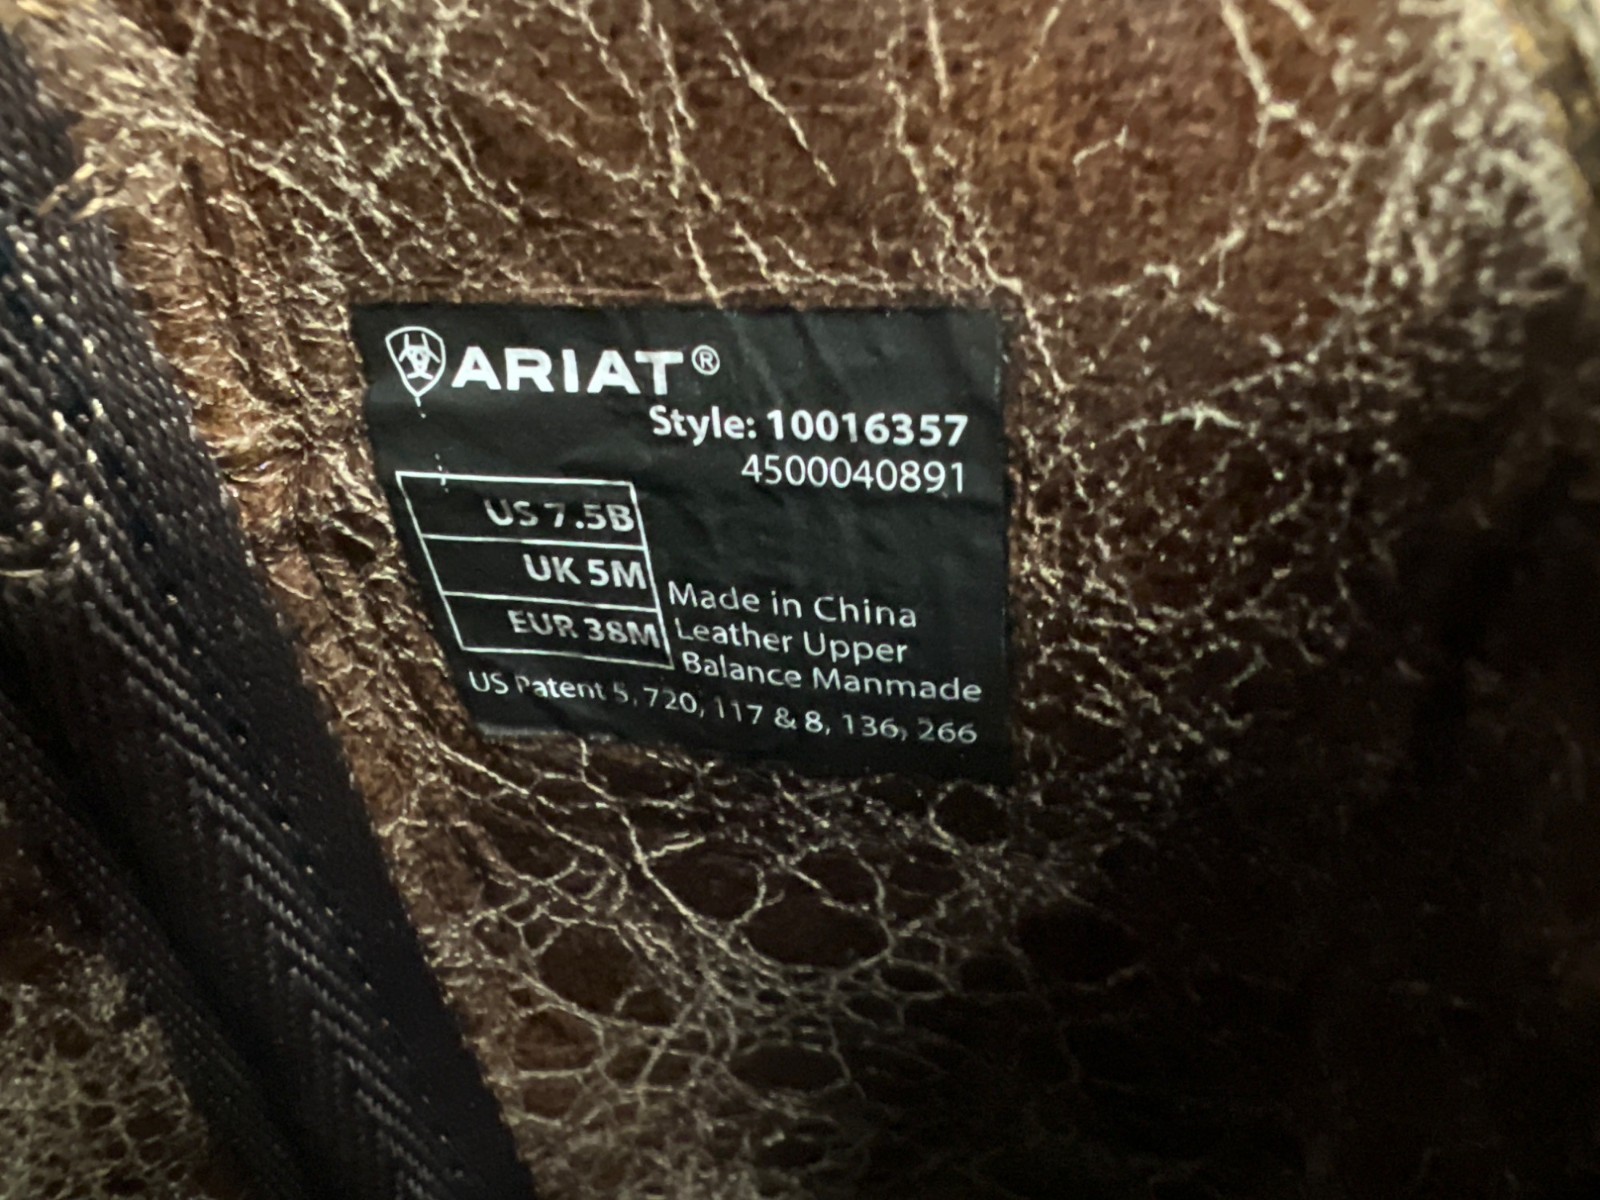 ARIAT®
Style: 10016357
4500040891
US 7.5B
UK 5M
EUR 38M
Made in China
Leather Upper
Balance Manmade
US Patent 5, 720, 117 & 8, 136, 266